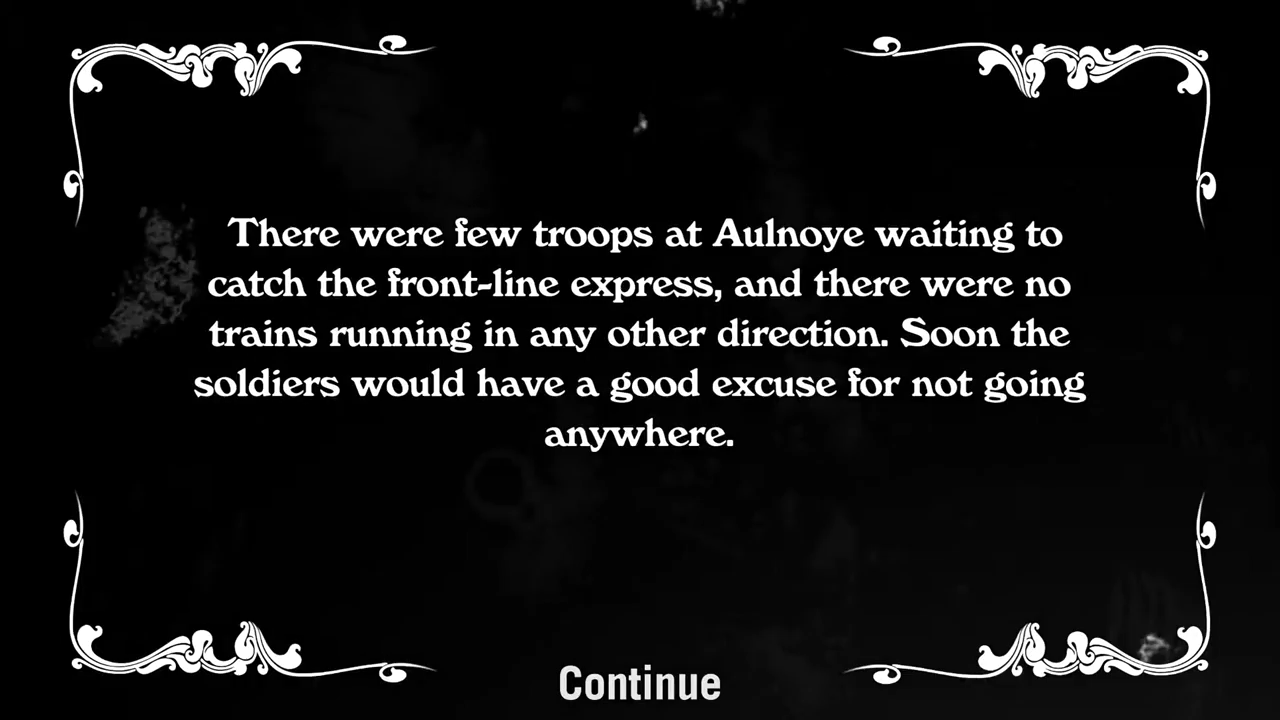 There were few troops at Aulnoye waiting to
catch the front-line express, and there were no
trains running in any other direction. Soon the
soldiers would have a good excuse for not going
anywhere.
Continue